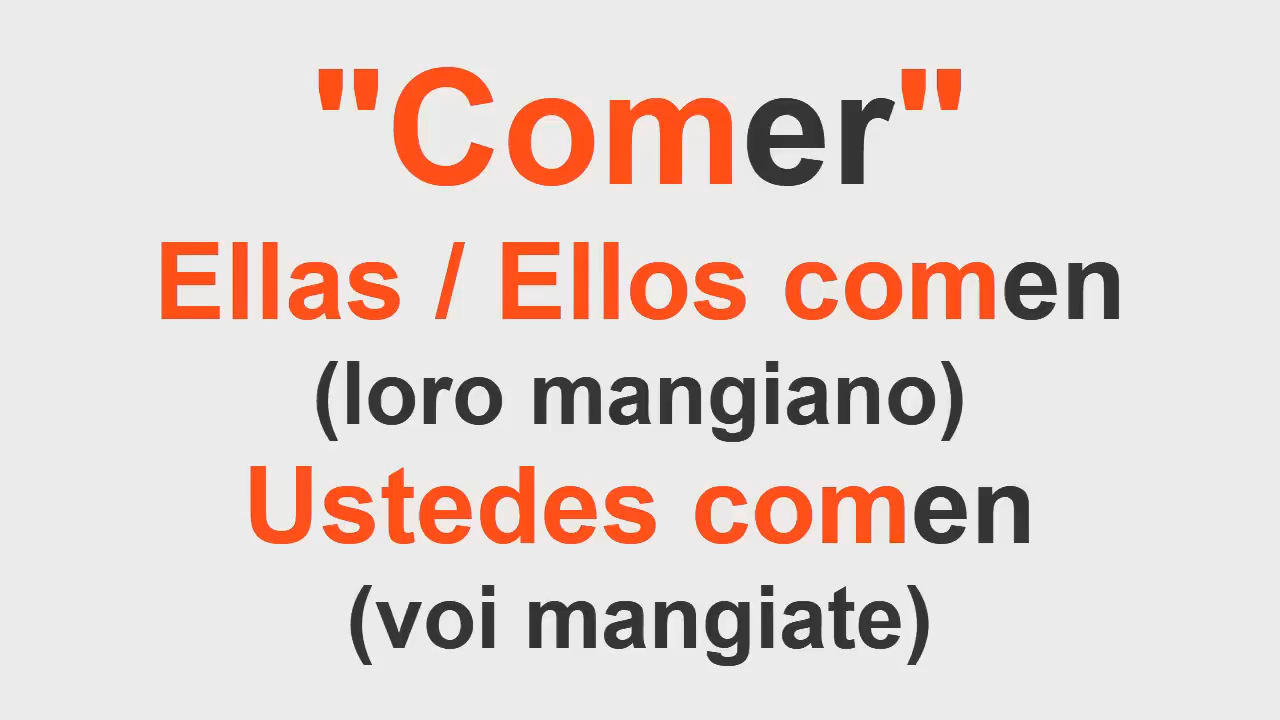 "Comer"
Ellas / Ellos comen
(loro mangiano)
Ustedes comen
(voi mangiate)